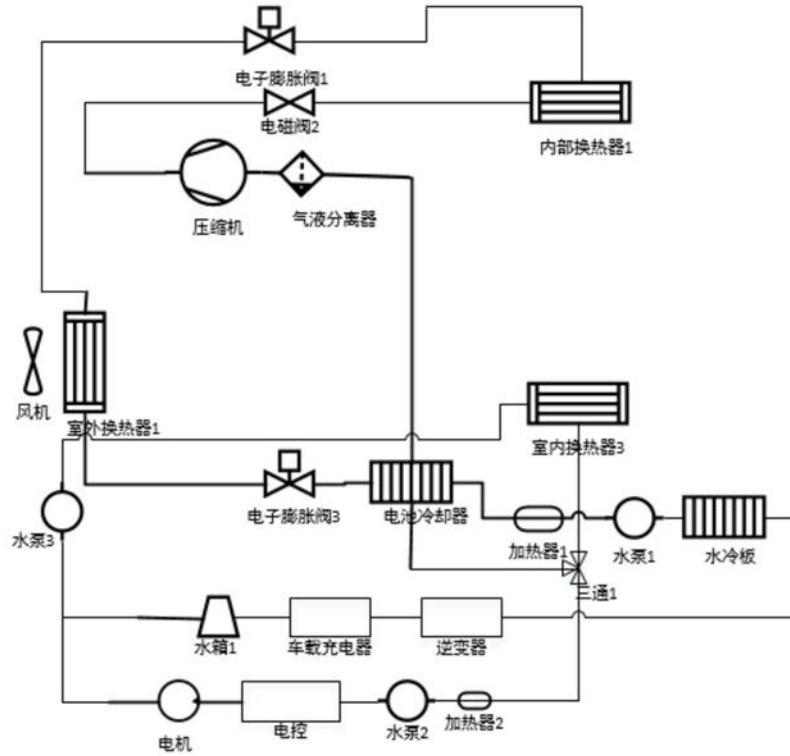 电子膨胀阀1
电磁阀2
内部换热器1
压缩机
气液分离器
风机
室外换热器1
室内换热器3
水泵3
电子膨胀阀3
电池冷却器
加热器1
水泵1
水冷板
三通1
水箱1
车载充电器
逆变器
电机
电控
水泵2
加热器2